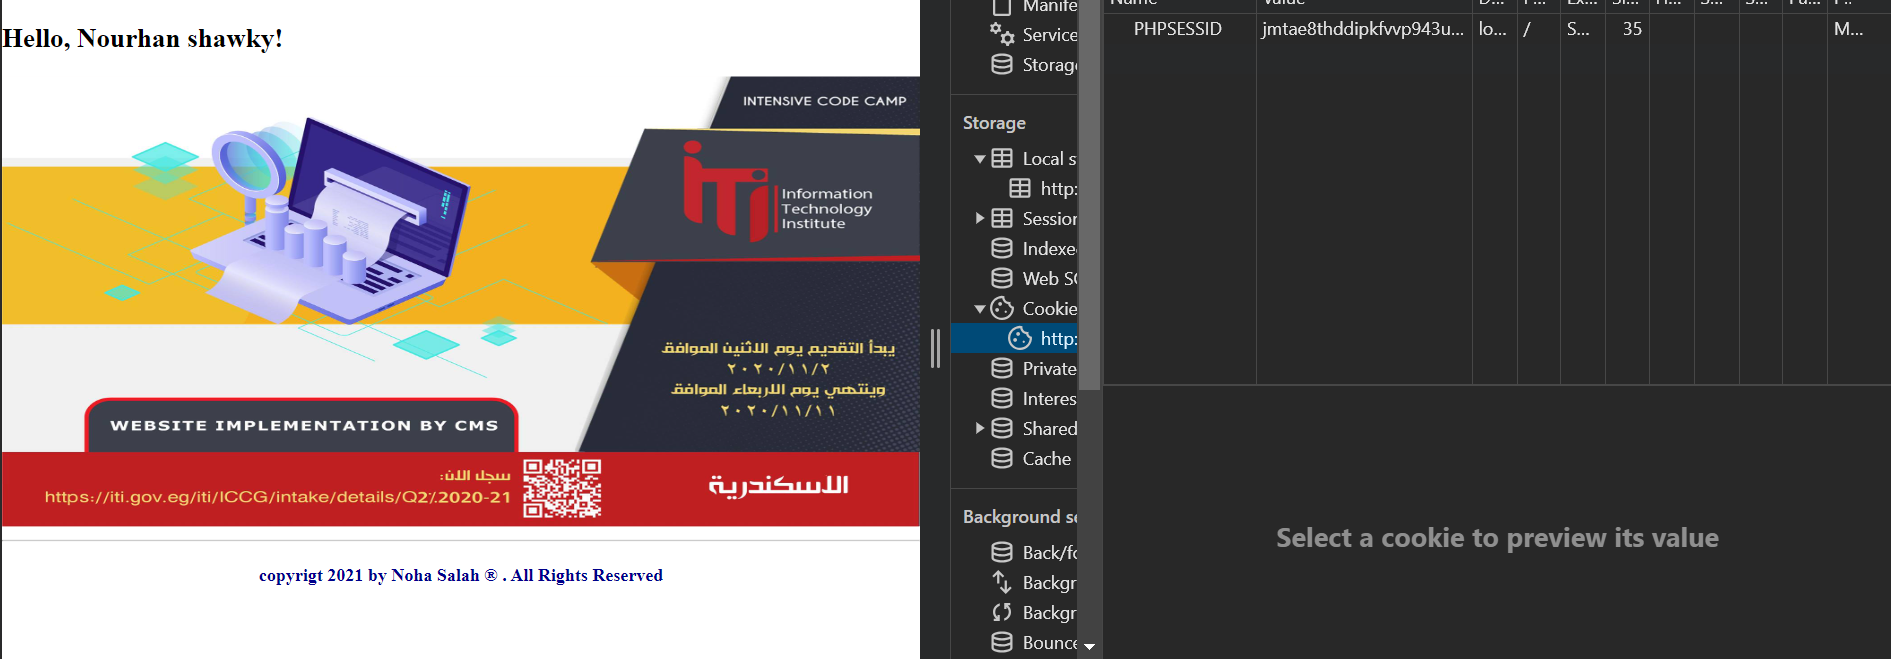 Hello, Nourhan shawky!
INTENSIVE CODE CAMP
iTi
Information
Technology
Institute
يبدأ التقديم يوم الاثنين الموافق
٢٠٢٠/١١/٢
وينتهي يوم الاربعاء الموافق
٢٠٢٠/١١/١١
WEBSITE IMPLEMENTATION BY CMS
سجل الان:
https://iti.gov.eg/iti/ICCG/intake/details/Q2٪2020-21
الاسكندرية
copyrigt 2021 by Noha Salah ® . All Rights Reserved
Manife
Service
Storag
Storage
Local s
http:
Session
Indexe
Web S
Cookie
http:
Private
Interes
Shared
Cache
Background se
Back/fo
Backgr
Backgr
Bounce
Name Value D... Ex... Si... S... S...
PHPSESSID jmtae8thddipkfvvp943u... lo... / S... 35 M...
Select a cookie to preview its value